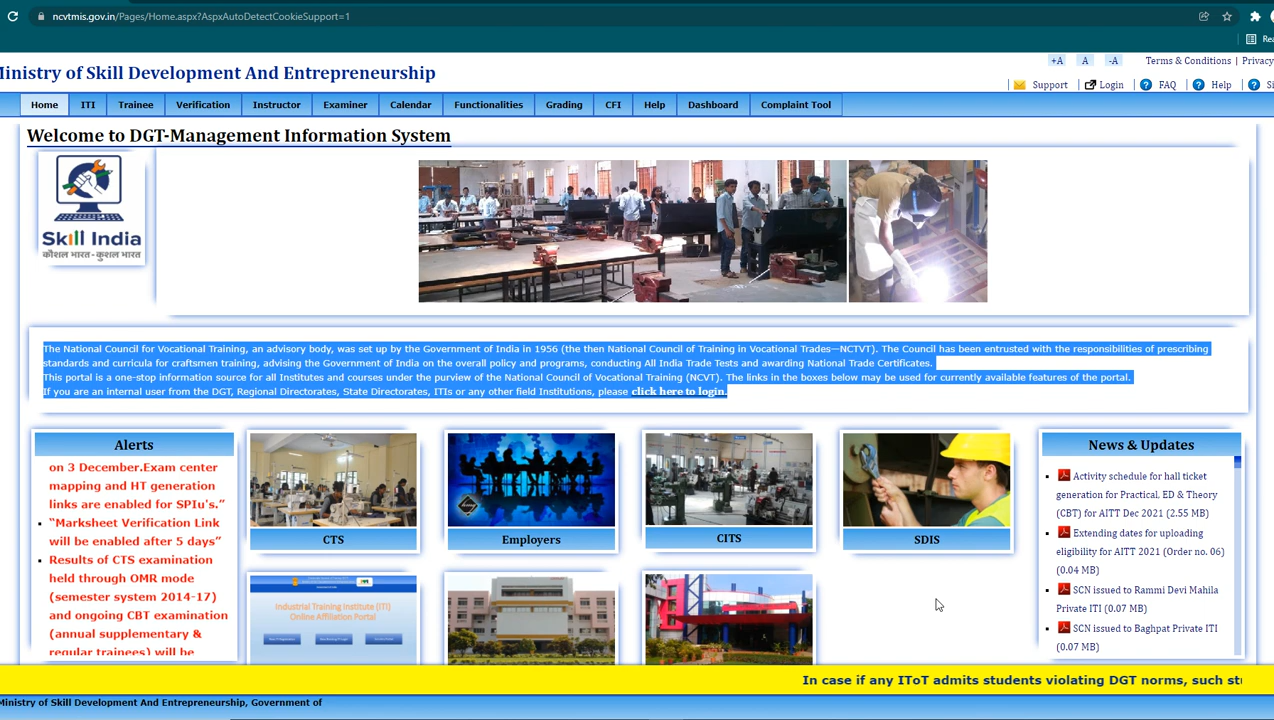 ncvtmis.gov.in/Pages/Home.aspx?AspxAutoDetectCookieSupport=1
Ministry of Skill Development And Entrepreneurship
+A A -A Terms & Conditions | Privacy
Support Login FAQ Help
Home ITI Trainee Verification Instructor Examiner Calendar Functionalities Grading CFI Help Dashboard Complaint Tool
Welcome to DGT-Management Information System
Skill India
कौशल भारत-कुशल भारत
The National Council for Vocational Training, an advisory body, was set up by the Government of India in 1956 (the then National Council of Training in Vocational Trades—NCTVT). The Council has been entrusted with the responsibilities of prescribing
standards and curricula for craftsmen training, advising the Government of India on the overall policy and programs, conducting All India Trade Tests and awarding National Trade Certificates.
This portal is a one-stop information source for all Institutes and courses under the purview of the National Council of Vocational Training (NCVT). The links in the boxes below may be used for currently available features of the portal.
If you are an internal user from the DGT, Regional Directorates, State Directorates, ITIs or any other field Institutions, please click here to login.
Alerts
on 3 December.Exam center
mapping and HT generation
links are enabled for SPIu's.”
“Marksheet Verification Link
will be enabled after 5 days”
Results of CTS examination
held through OMR mode
(semester system 2014-17)
and ongoing CBT examination
(annual supplementary &
regular trainees) will be
CTS
Employers
CITS
SDIS
Industrial Training Institute (ITI)
Online Affiliation Portal
News & Updates
Activity schedule for hall ticket
generation for Practical, ED & Theory
(CBT) for AITT Dec 2021 (2.55 MB)
Extending dates for uploading
eligibility for AITT 2021 (Order no. 06)
(0.04 MB)
SCN issued to Rammi Devi Mahila
Private ITI (0.07 MB)
SCN issued to Baghpat Private ITI
(0.07 MB)
In case if any IToT admits students violating DGT norms, such
Ministry of Skill Development And Entrepreneurship, Government of